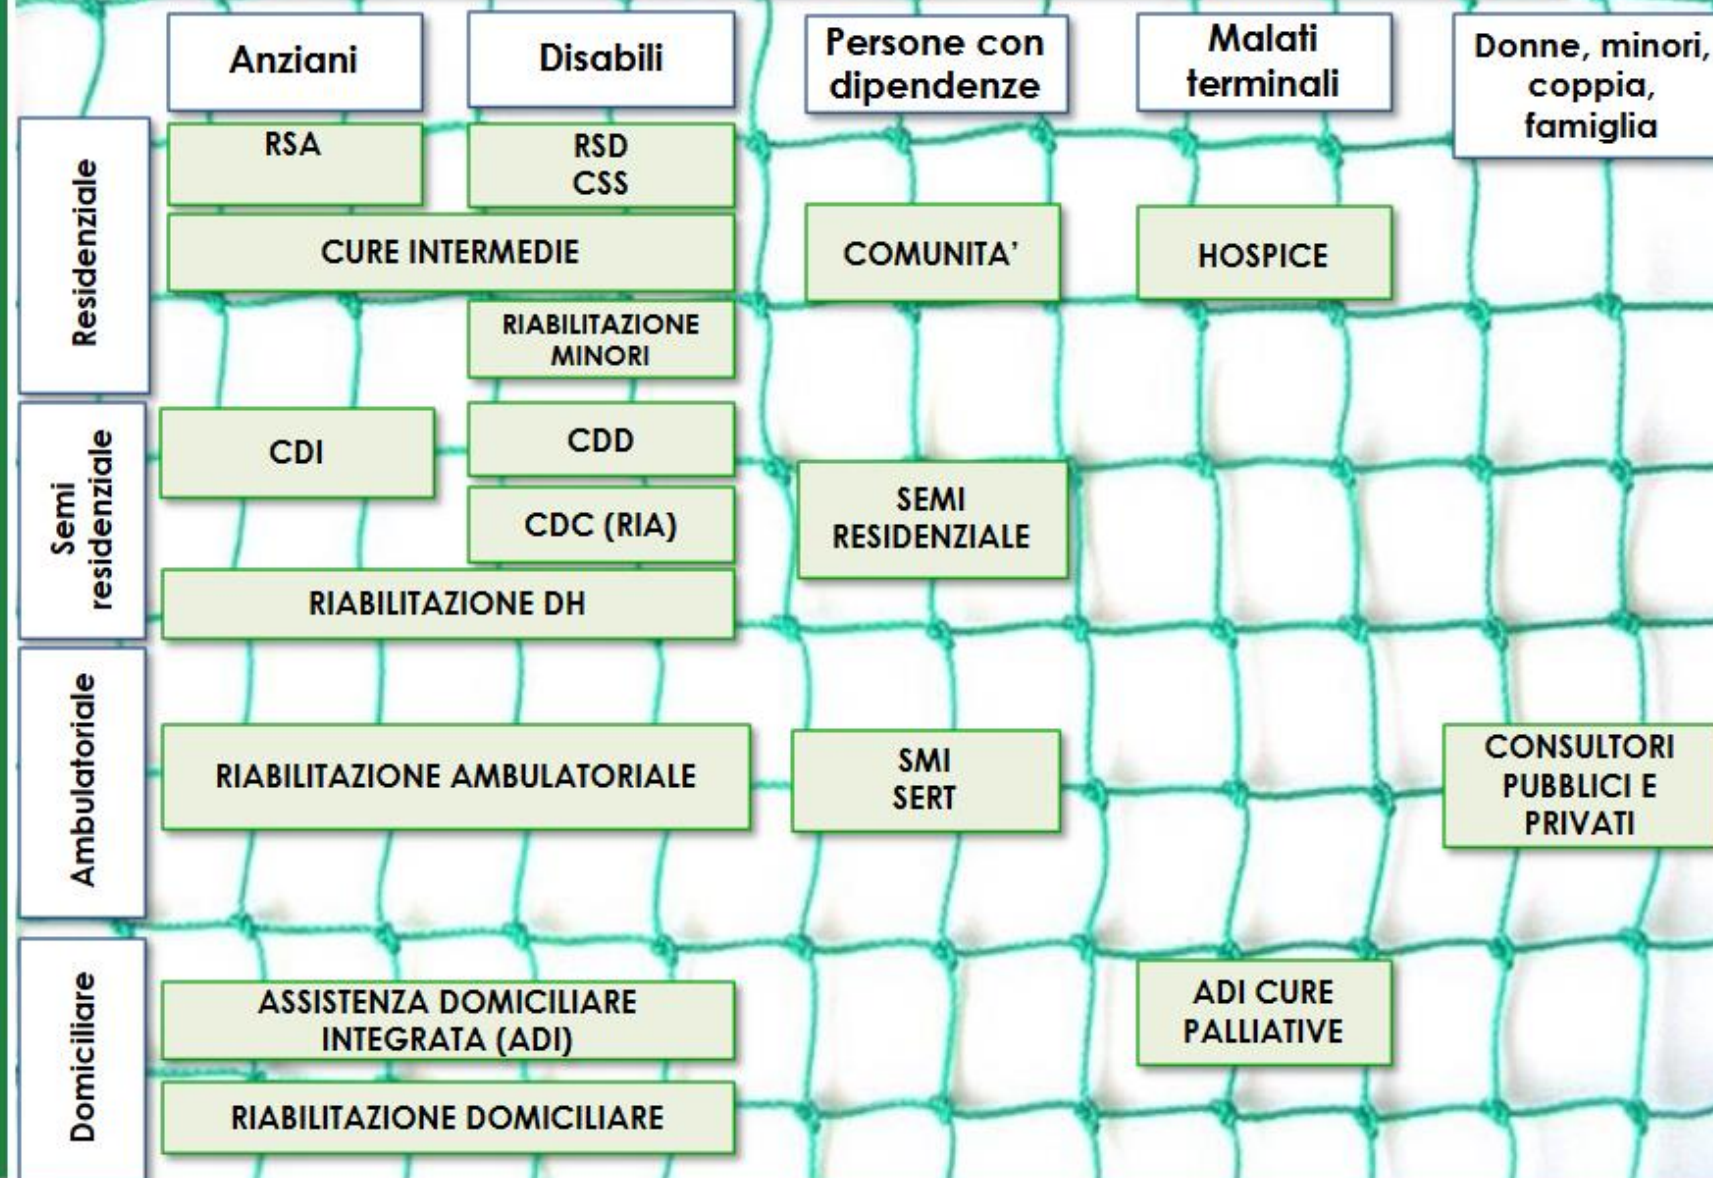 Anziani
Disabili
Persone con
dipendenze
Malati
terminali
Donne, minori,
coppia,
famiglia
Residenziale
RSA
RSD
CSS
CURE INTERMEDIE
COMUNITA’
HOSPICE
RIABILITAZIONE
MINORI
Semi
residenziale
CDI
CDD
CDC (RIA)
SEMI
RESIDENZIALE
RIABILITAZIONE DH
Ambulatoriale
RIABILITAZIONE AMBULATORIALE
SMI
SERT
CONSULTORI
PUBBLICI E
PRIVATI
Domiciliare
ASSISTENZA DOMICILIARE
INTEGRATA (ADI)
ADI CURE
PALLIATIVE
RIABILITAZIONE DOMICILIARE